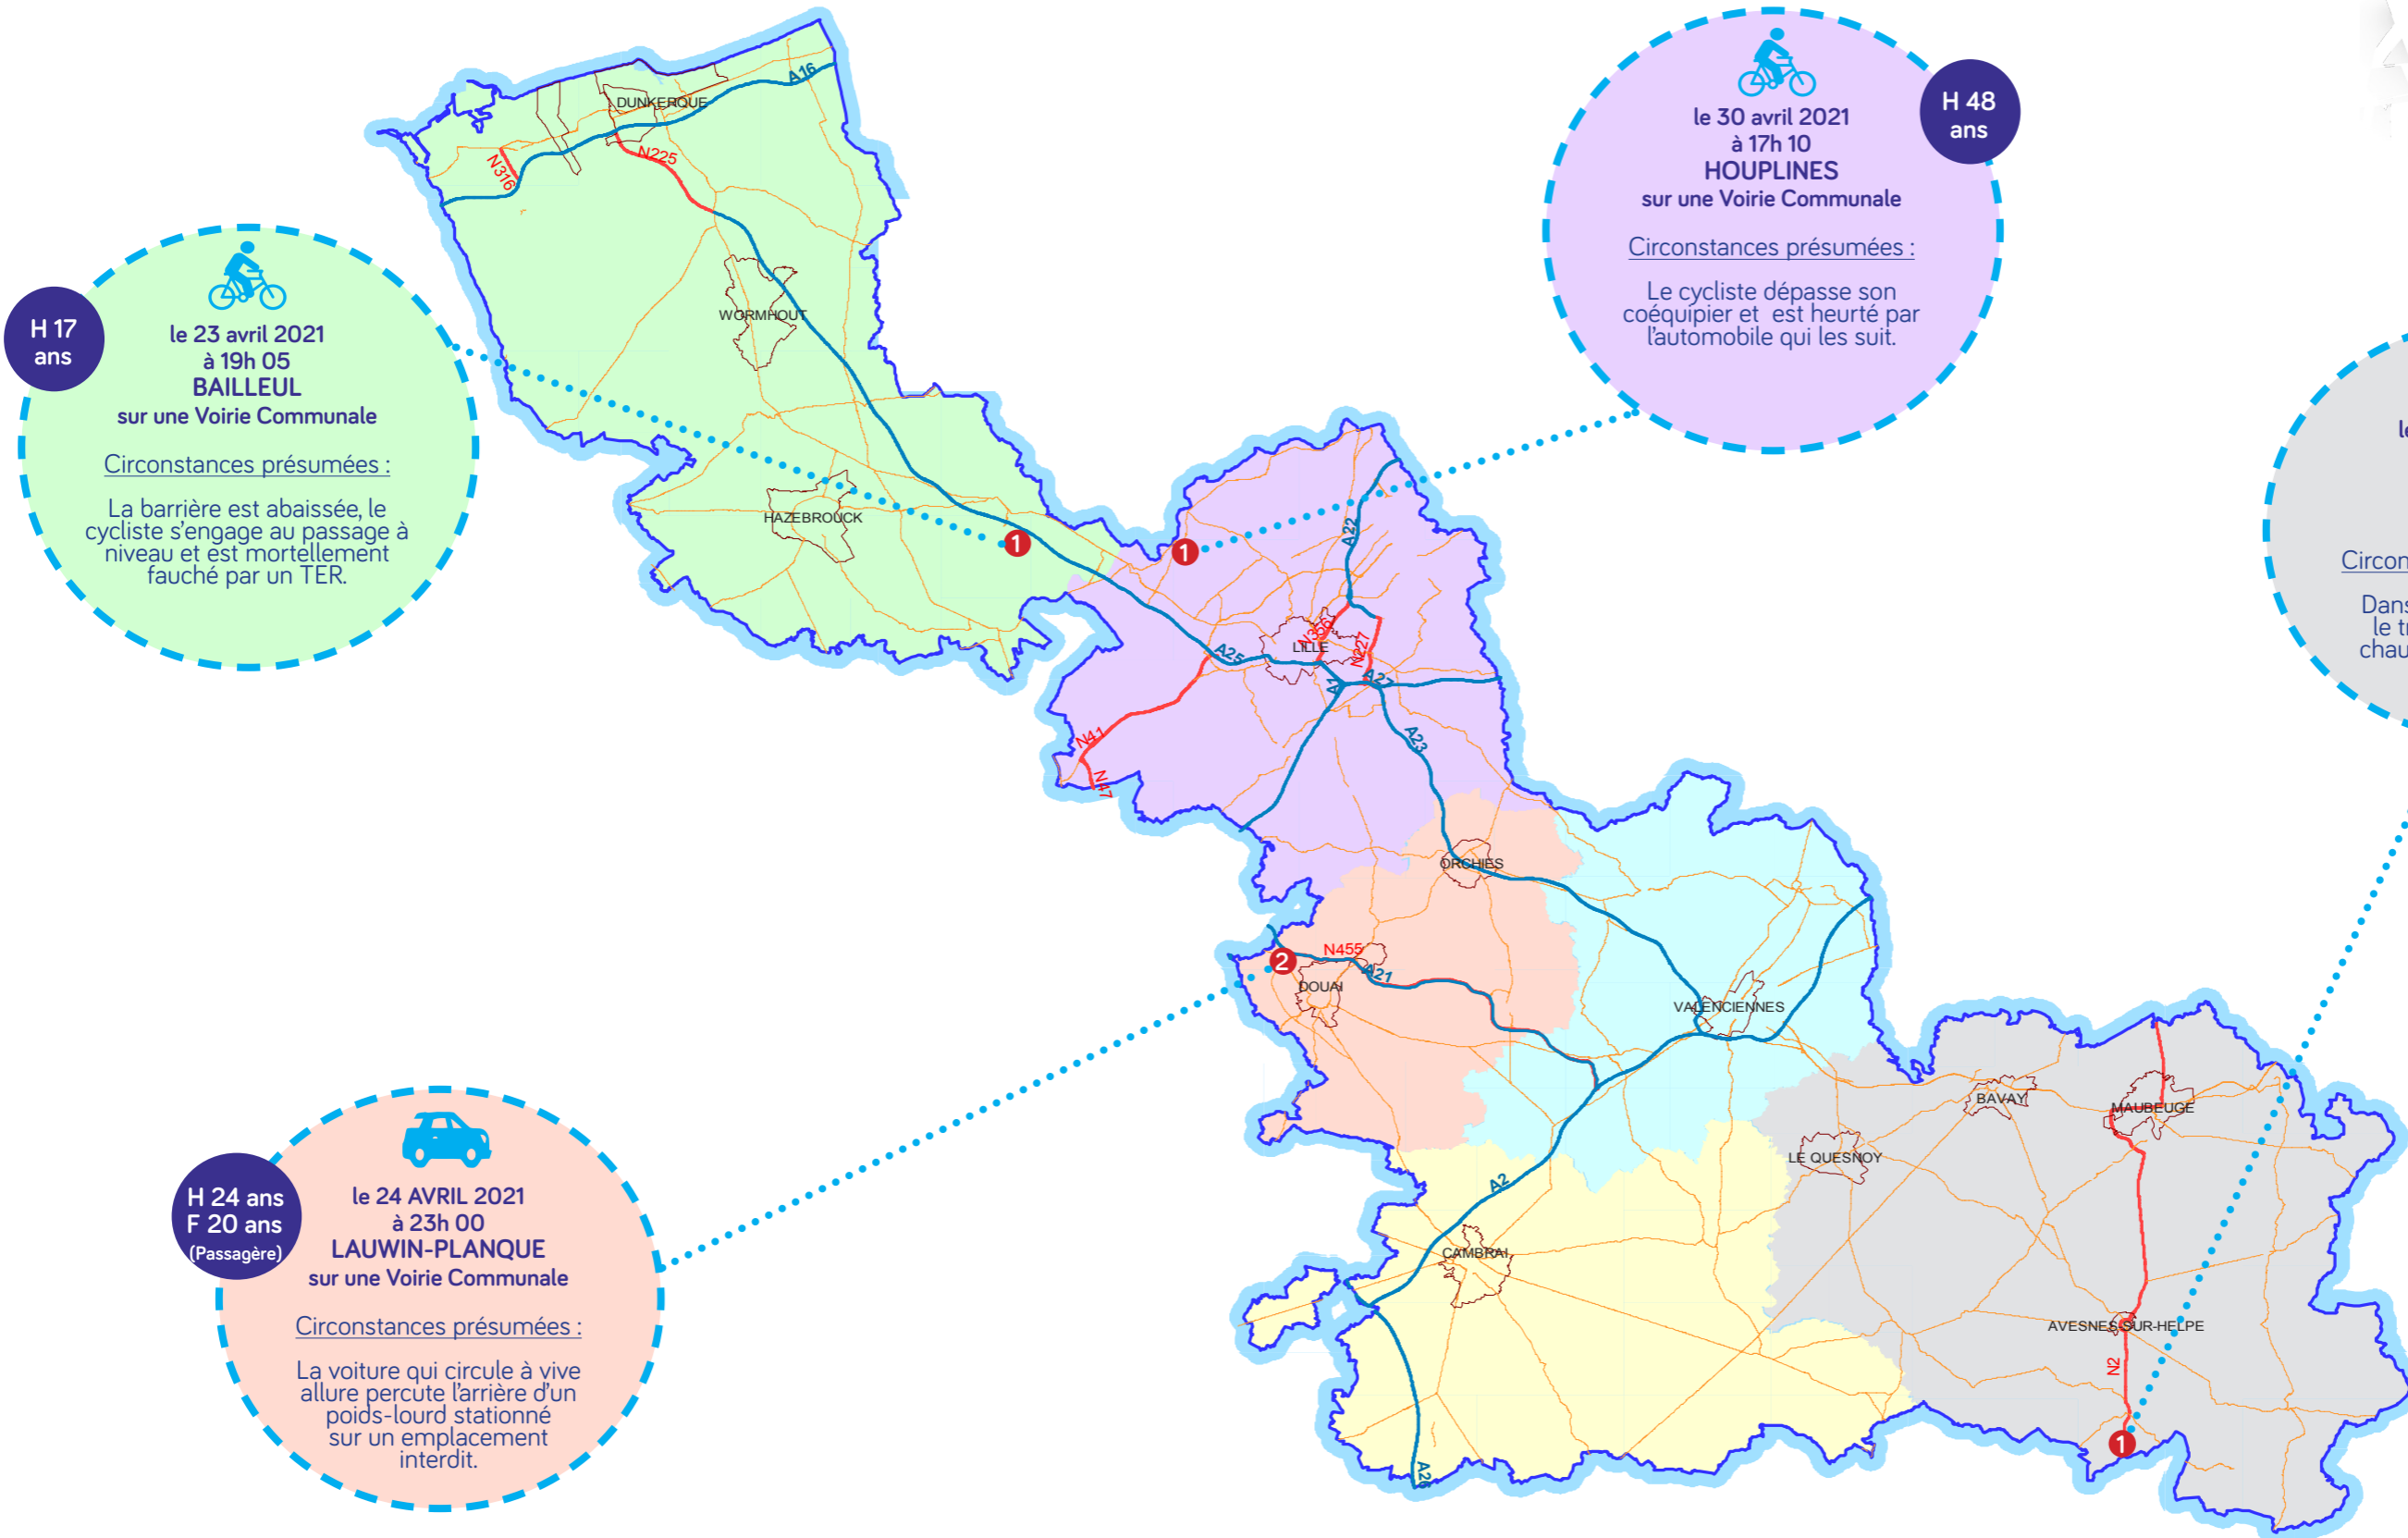 H 17
ans
le 23 avril 2021
à 19h 05
BAILLEUL
sur une Voirie Communale
Circonstances présumées :
La barrière est abaissée, le
cycliste s’engage au passage à
niveau et est mortellement
fauché par un TER.
H 48
ans
le 30 avril 2021
à 17h 10
HOUPLINES
sur une Voirie Communale
Circonstances présumées :
Le cycliste dépasse son
coéquipier et est heurté par
l’automobile qui les suit.
Circon
Dans
le t
chau
H 24 ans
F 20 ans
(Passagère)
le 24 AVRIL 2021
à 23h 00
LAUWIN-PLANQUE
sur une Voirie Communale
Circonstances présumées :
La voiture qui circule à vive
allure percute l’arrière d’un
poids-lourd stationné
sur un emplacement
interdit.
A16
DUNKERQUE
N316
N225
WORMHOUT
HAZEBROUCK
1
1
A22
N356
LILLE
N227
A25
A1
A27
A23
N41
N47
ORCHIES
2
N455
A21
DOUAI
VALENCIENNES
BAVAY
MAUBEUGE
LE QUESNOY
A2
CAMBRAI
AVESNES-SUR-HELPE
N2
1
A26